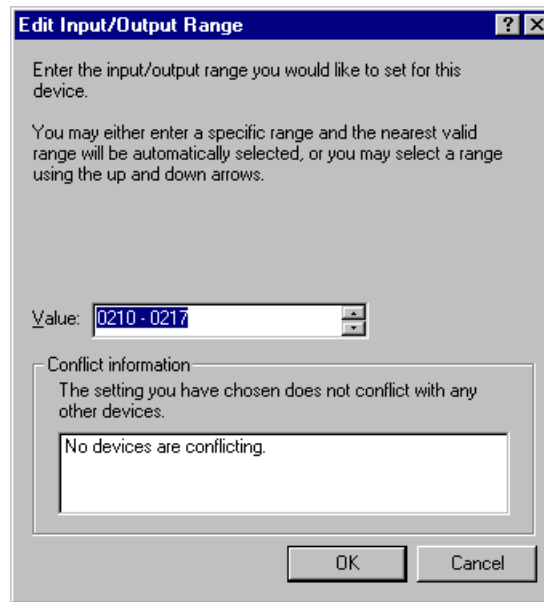 Edit Input/Output Range
Enter the input/output range you would like to set for this
device.
You may either enter a specific range and the nearest valid
range will be automatically selected, or you may select a range
using the up and down arrows.
Value: 0210 - 0217
Conflict information
The setting you have chosen does not conflict with any
other devices.
No devices are conflicting.
OK Cancel